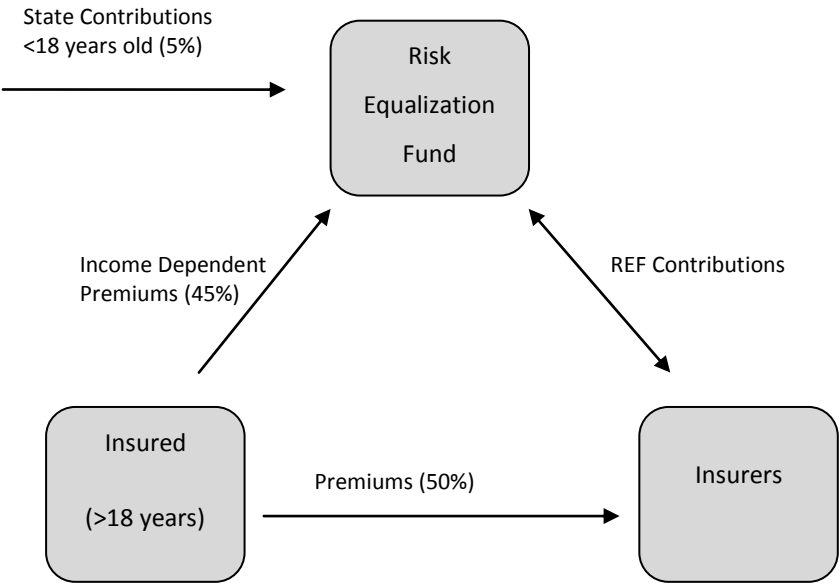 State Contributions
<18 years old (5%)
Risk
Equalization
Fund
Income Dependent
Premiums (45%)
REF Contributions
Insured
(>18 years)
Premiums (50%)
Insurers